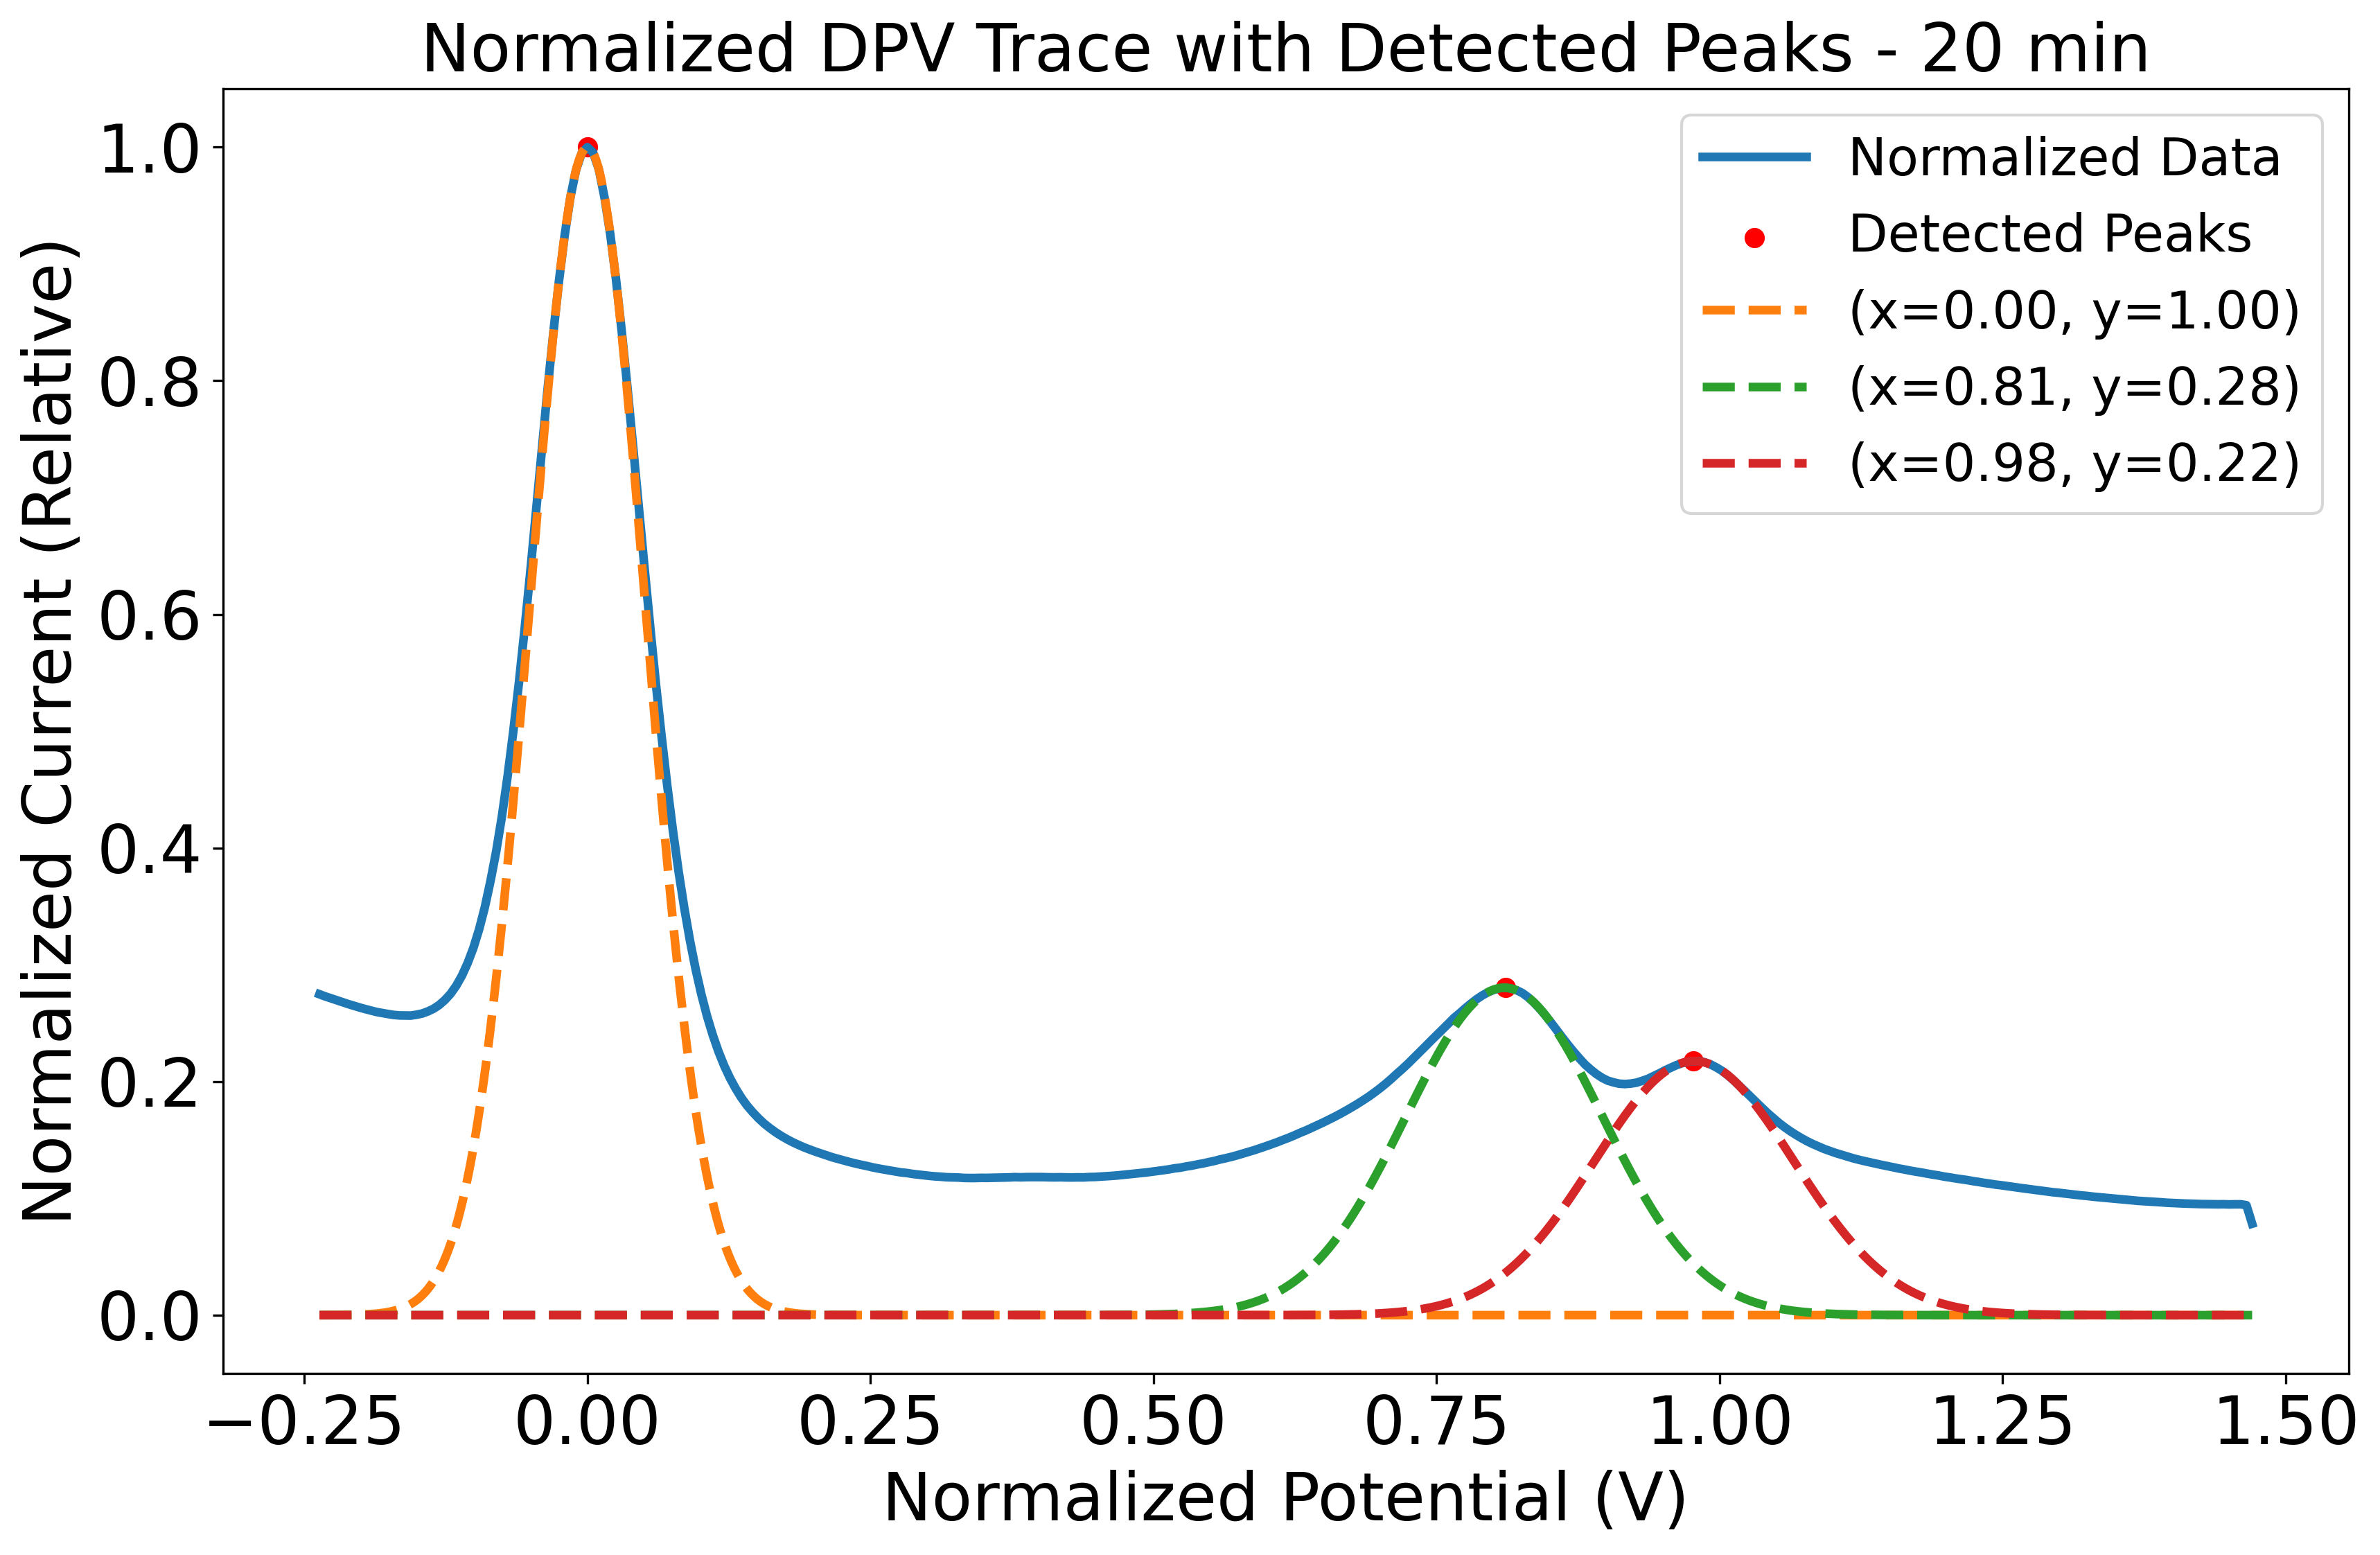 Normalized DPV Trace with Detected Peaks - 20 min
Normalized Current (Relative)
1.0
0.8
0.6
0.4
0.2
0.0
Normalized Data
Detected Peaks
(x=0.00, y=1.00)
(x=0.81, y=0.28)
(x=0.98, y=0.22)
−0.25 0.00 0.25 0.50 0.75 1.00 1.25 1.50
Normalized Potential (V)